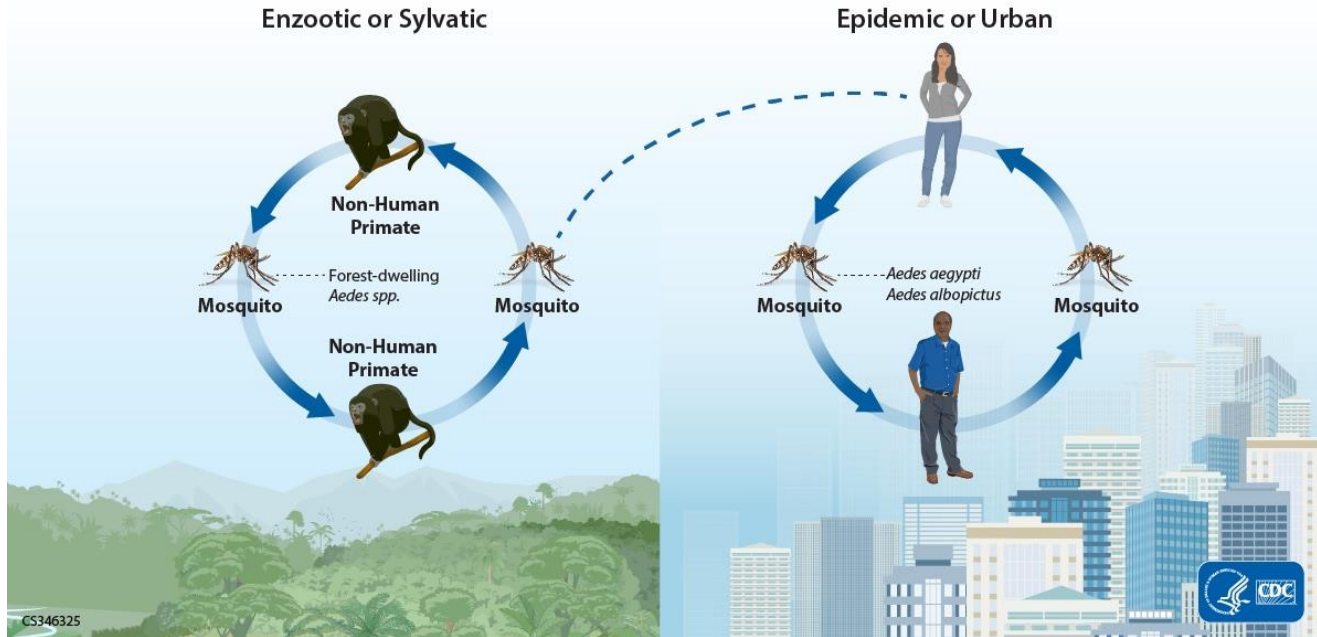 Enzootic or Sylvatic
Non-Human
Primate
Mosquito
Forest-dwelling
Aedes spp.
Mosquito
Non-Human
Primate
CS346325
Epidemic or Urban
Mosquito
Aedes aegypti
Aedes albopictus
Mosquito
CDC